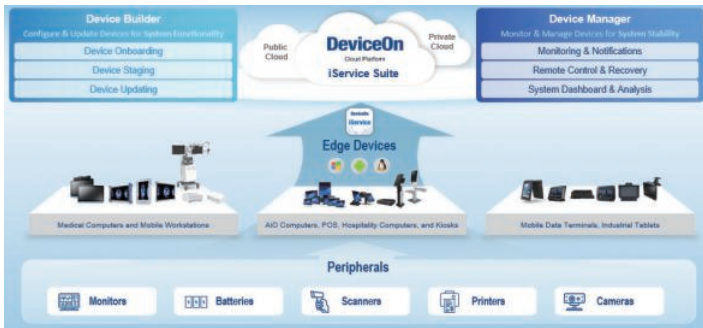 Device Builder
Configure & Update Devices for System Functionality
Device Onboarding
Device Staging
Device Updating
Public
Cloud
DeviceOn
Cloud Platform
iService Suite
Private
Cloud
Device Manager
Monitor & Manage Devices for System Stability
Monitoring & Notifications
Remote Control & Recovery
System Dashboard & Analysis
DeviceOn
iService
Edge Devices
Medical Computers and Mobile Workstations
AiO Computers, POS, Hospitality Computers, and Kiosks
Mobile Data Terminals, Industrial Tablets
Peripherals
Monitors
Batteries
Scanners
Printers
Cameras